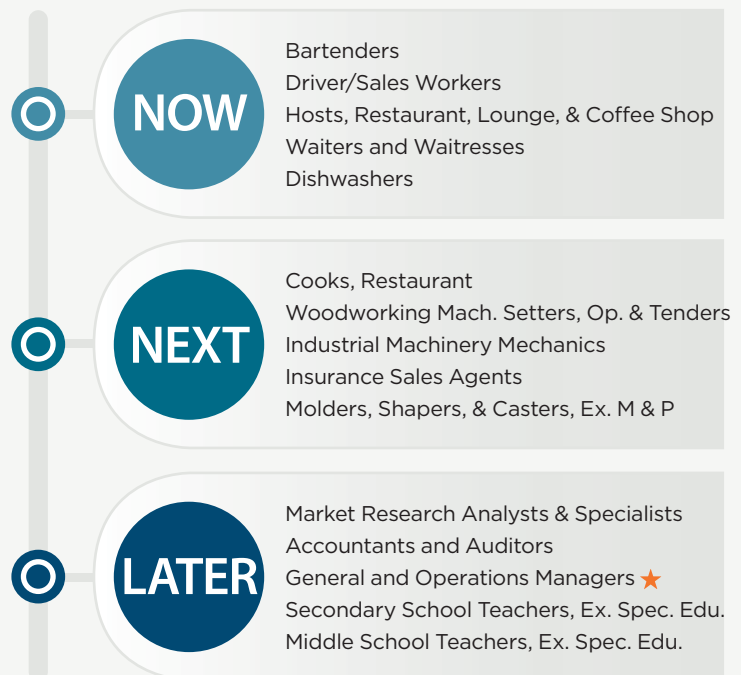 NOW
Bartenders
Driver/Sales Workers
Hosts, Restaurant, Lounge, & Coffee Shop
Waiters and Waitresses
Dishwashers
NEXT
Cooks, Restaurant
Woodworking Mach. Setters, Op. & Tenders
Industrial Machinery Mechanics
Insurance Sales Agents
Molders, Shapers, & Casters, Ex. M & P
LATER
Market Research Analysts & Specialists
Accountants and Auditors
General and Operations Managers
Secondary School Teachers, Ex. Spec. Edu.
Middle School Teachers, Ex. Spec. Edu.